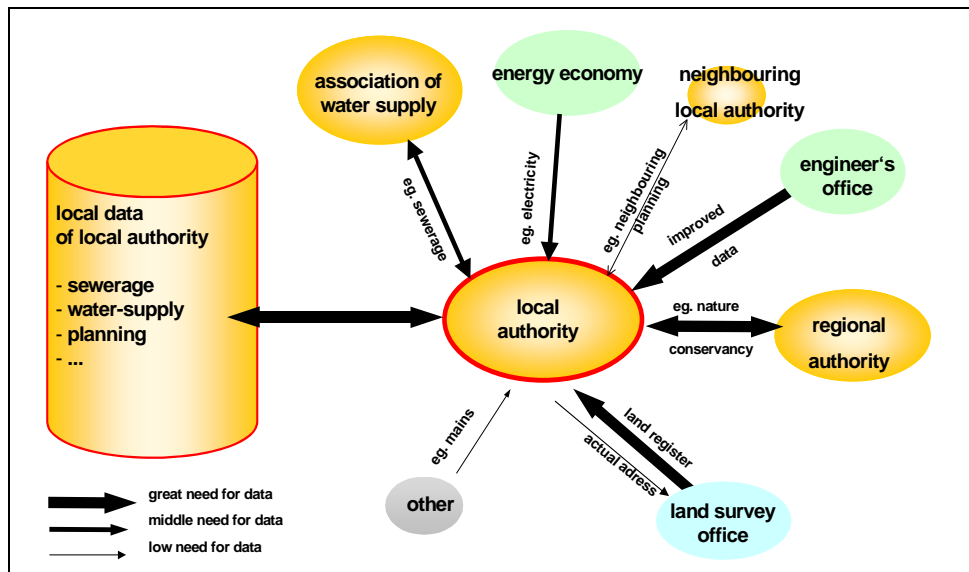 association of
water supply
energy economy
neighbouring
local authority
engineer‘s
office
local data
of local authority
- sewerage
- water-supply
- planning
- ...
eg. sewerage
eg. electricity
eg. neighbouring
planning
improved
data
local
authority
eg. nature
conservancy
regional
authority
eg. mains
land register
actual adress
other
land survey
office
great need for data
middle need for data
low need for data